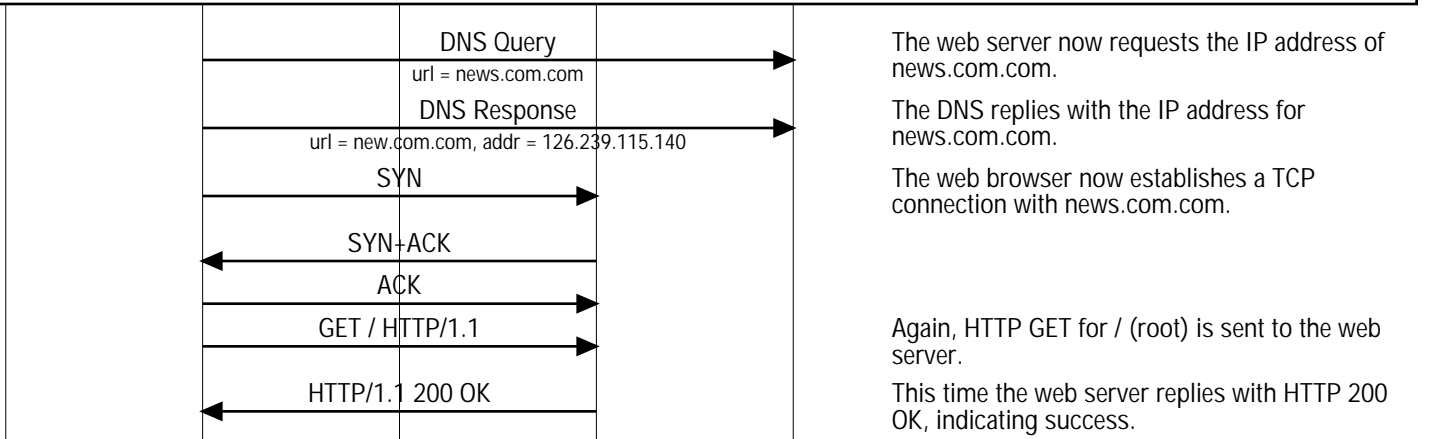 DNS Query
url = news.com.com
The web server now requests the IP address of
news.com.com.
DNS Response
url = new.com.com, addr = 126.239.115.140
The DNS replies with the IP address for
news.com.com.
SYN
The web browser now establishes a TCP
connection with news.com.com.
SYN+ACK
ACK
GET / HTTP/1.1
Again, HTTP GET for / (root) is sent to the web
server.
HTTP/1.1 200 OK
This time the web server replies with HTTP 200
OK, indicating success.